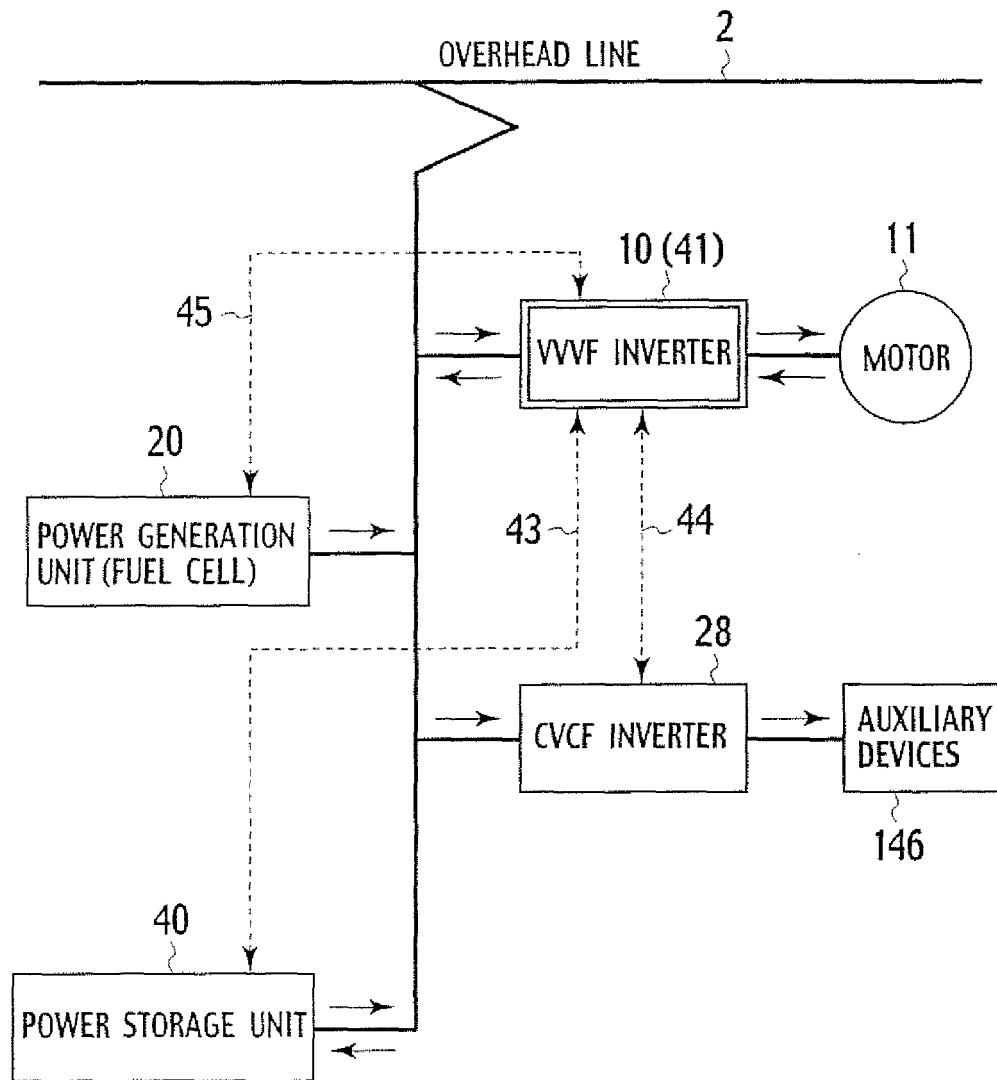 2
OVERHEAD LINE
10 (41)
11
45
VVVF INVERTER
MOTOR
20
POWER GENERATION
UNIT (FUEL CELL)
43
44
28
CVCF INVERTER
AUXILIARY
DEVICES
146
40
POWER STORAGE UNIT